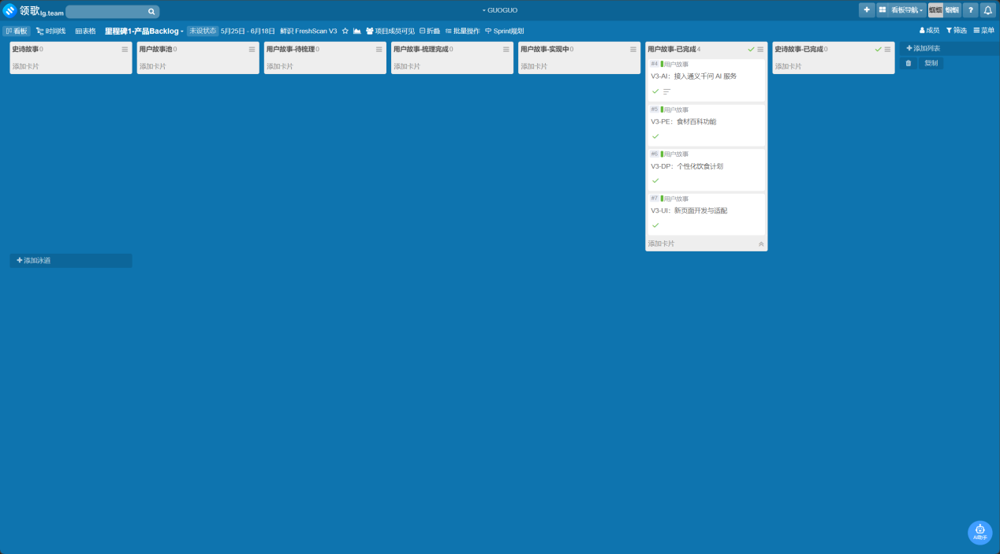 领歌lg.team
GUOGUO
看板导航
?
看板 时间线 表格 里程碑1-产品Backlog 未设状态 5月25日 - 6月18日 鲜识 FreshScan V3 项目成员可见 折叠 批量操作 Sprint规划
成员 筛选 菜单
史诗故事0
添加卡片
用户故事池0
添加卡片
用户故事-待梳理0
添加卡片
用户故事-梳理完成0
添加卡片
用户故事-实现中0
添加卡片
用户故事-已完成4
#4 用户故事
V3-AI：接入通义千问 AI 服务
#5 用户故事
V3-PE：食材百科功能
#6 用户故事
V3-DP：个性化饮食计划
#7 用户故事
V3-UI：新页面开发与适配
添加卡片
史诗故事-已完成0
添加卡片
添加列表
复制
添加泳道
AI助手